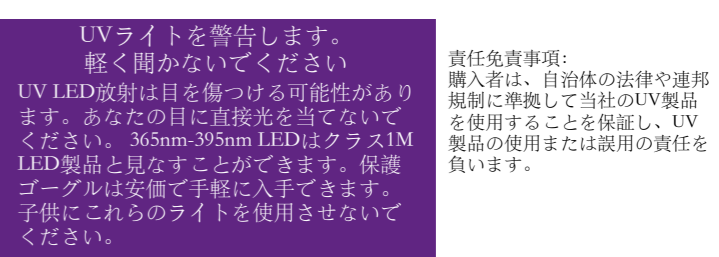 UVライトを警告します。
軽く聞かないでください
UV LED放射は目を傷つける可能性があり
ます。あなたの目に直接光を当てないで
ください。 365nm-395nm LEDはクラス1M
LED製品と見なすことができます。保護
ゴーグルは安価で手軽に入手できます。
子供にこれらのライトを使用させないで
ください。
責任免責事項:
購入者は、自治体の法律や連邦
規制に準拠して当社のUV製品
を使用することを保証し、UV
製品の使用または誤用の責任を
負います。